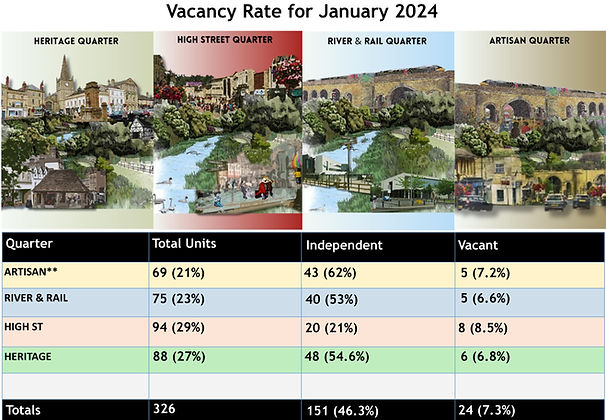 Vacancy Rate for January 2024
HERITAGE QUARTER
HIGH STREET QUARTER
RIVER & RAIL QUARTER
ARTISAN QUARTER
Quarter Total Units Independent Vacant
ARTISAN** 69 (21%) 43 (62%) 5 (7.2%)
RIVER & RAIL 75 (23%) 40 (53%) 5 (6.6%)
HIGH ST 94 (29%) 20 (21%) 8 (8.5%)
HERITAGE 88 (27%) 48 (54.6%) 6 (6.8%)
Totals 326 151 (46.3%) 24 (7.3%)